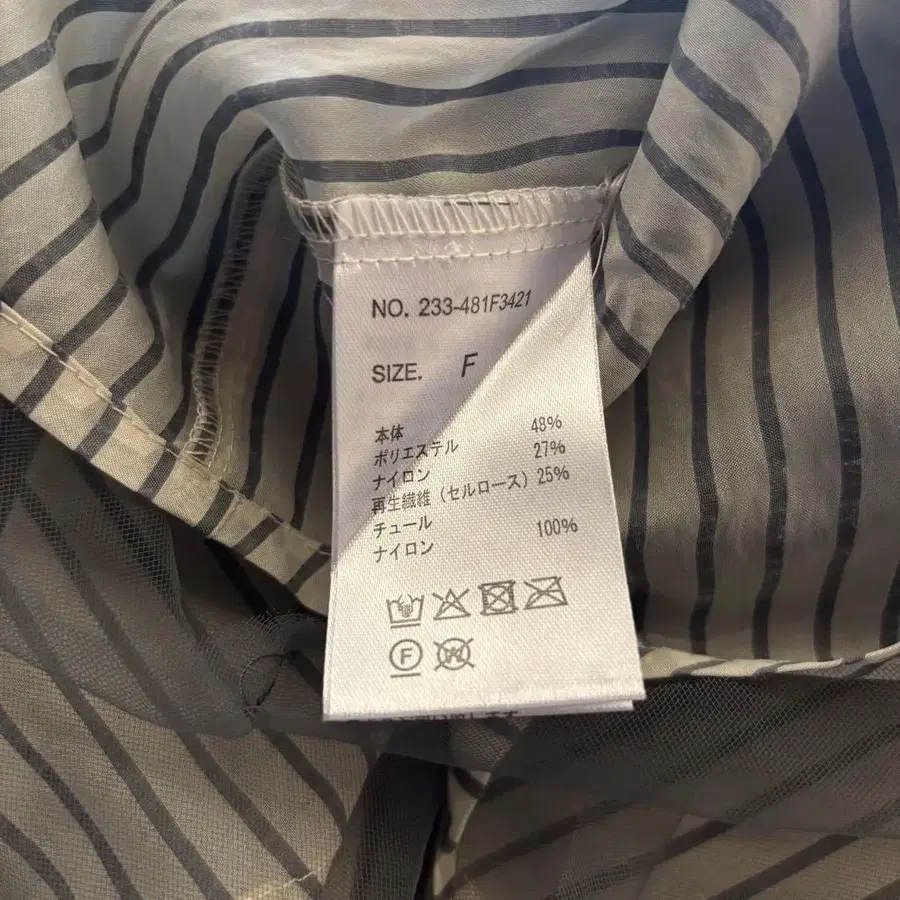 NO. 233-481F3421
SIZE. F
本体
ポリエステル 48%
ナイロン 27%
再生繊維(セルロース) 25%
チュール
ナイロン 100%
F
W